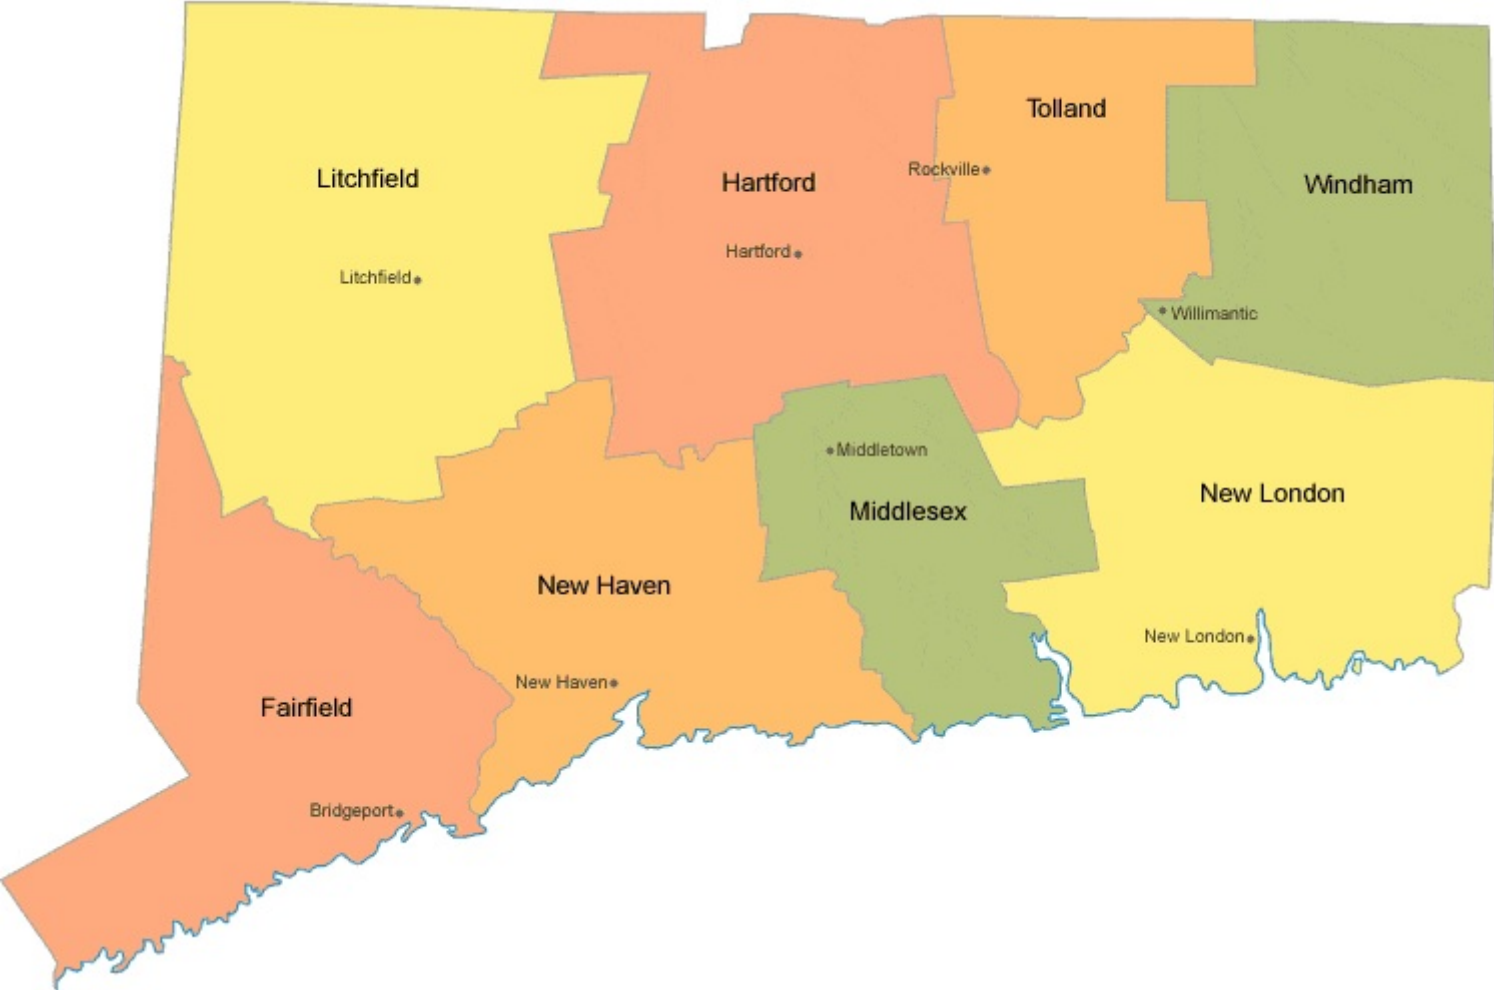 Tolland
Rockville
Litchfield
Hartford
Windham
Hartford
Litchfield
Willimantic
Middletown
New London
Middlesex
New Haven
New London
New Haven
Fairfield
Bridgeport